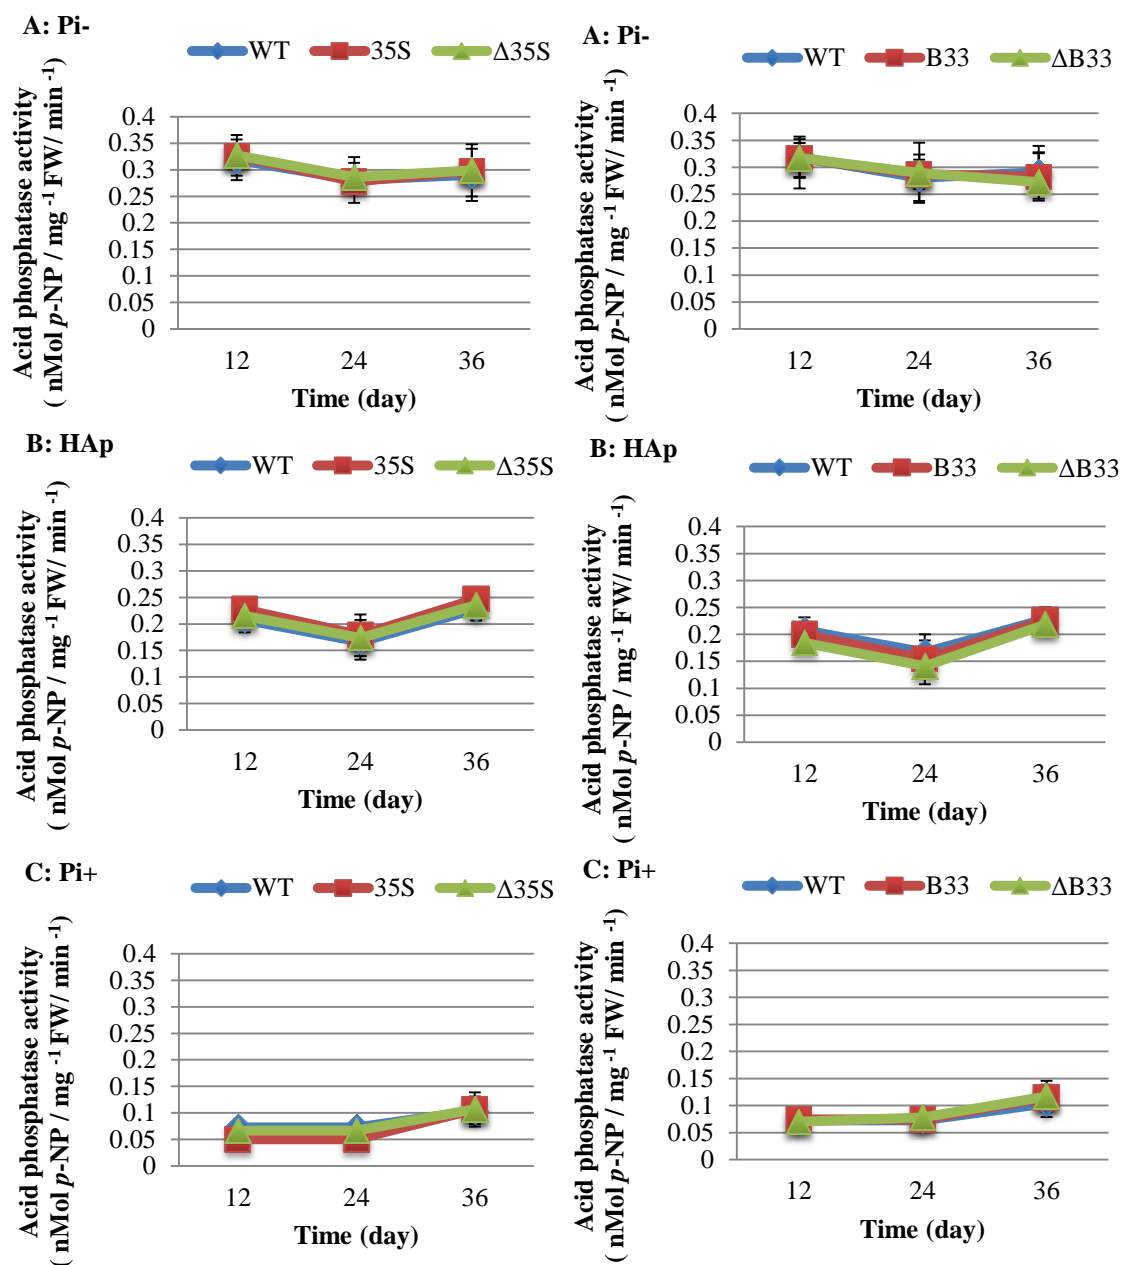 A: Pi-
WT 35S Δ35S
Acid phosphatase activity
( nMol p-NP / mg -1 FW/ min -1)
0.4
0.35
0.3
0.25
0.2
0.15
0.1
0.05
0
12 24 36
Time (day)
A: Pi-
WT B33 ΔB33
Acid phosphatase activity
( nMol p-NP / mg -1 FW/ min -1)
0.4
0.35
0.3
0.25
0.2
0.15
0.1
0.05
0
12 24 36
Time (day)
B: HAp
WT 35S Δ35S
Acid phosphatase activity
( nMol p-NP / mg -1 FW/ min -1)
0.4
0.35
0.3
0.25
0.2
0.15
0.1
0.05
0
12 24 36
Time (day)
B: HAp
WT B33 ΔB33
Acid phosphatase activity
( nMol p-NP / mg -1 FW/ min -1)
0.4
0.35
0.3
0.25
0.2
0.15
0.1
0.05
0
12 24 36
Time (day)
C: Pi+
WT 35S Δ35S
Acid phosphatase activity
( nMol p-NP / mg -1 FW/ min -1)
0.4
0.35
0.3
0.25
0.2
0.15
0.1
0.05
0
12 24 36
Time (day)
C: Pi+
WT B33 ΔB33
Acid phosphatase activity
( nMol p-NP / mg -1 FW/ min -1)
0.4
0.35
0.3
0.25
0.2
0.15
0.1
0.05
0
12 24 36
Time (day)